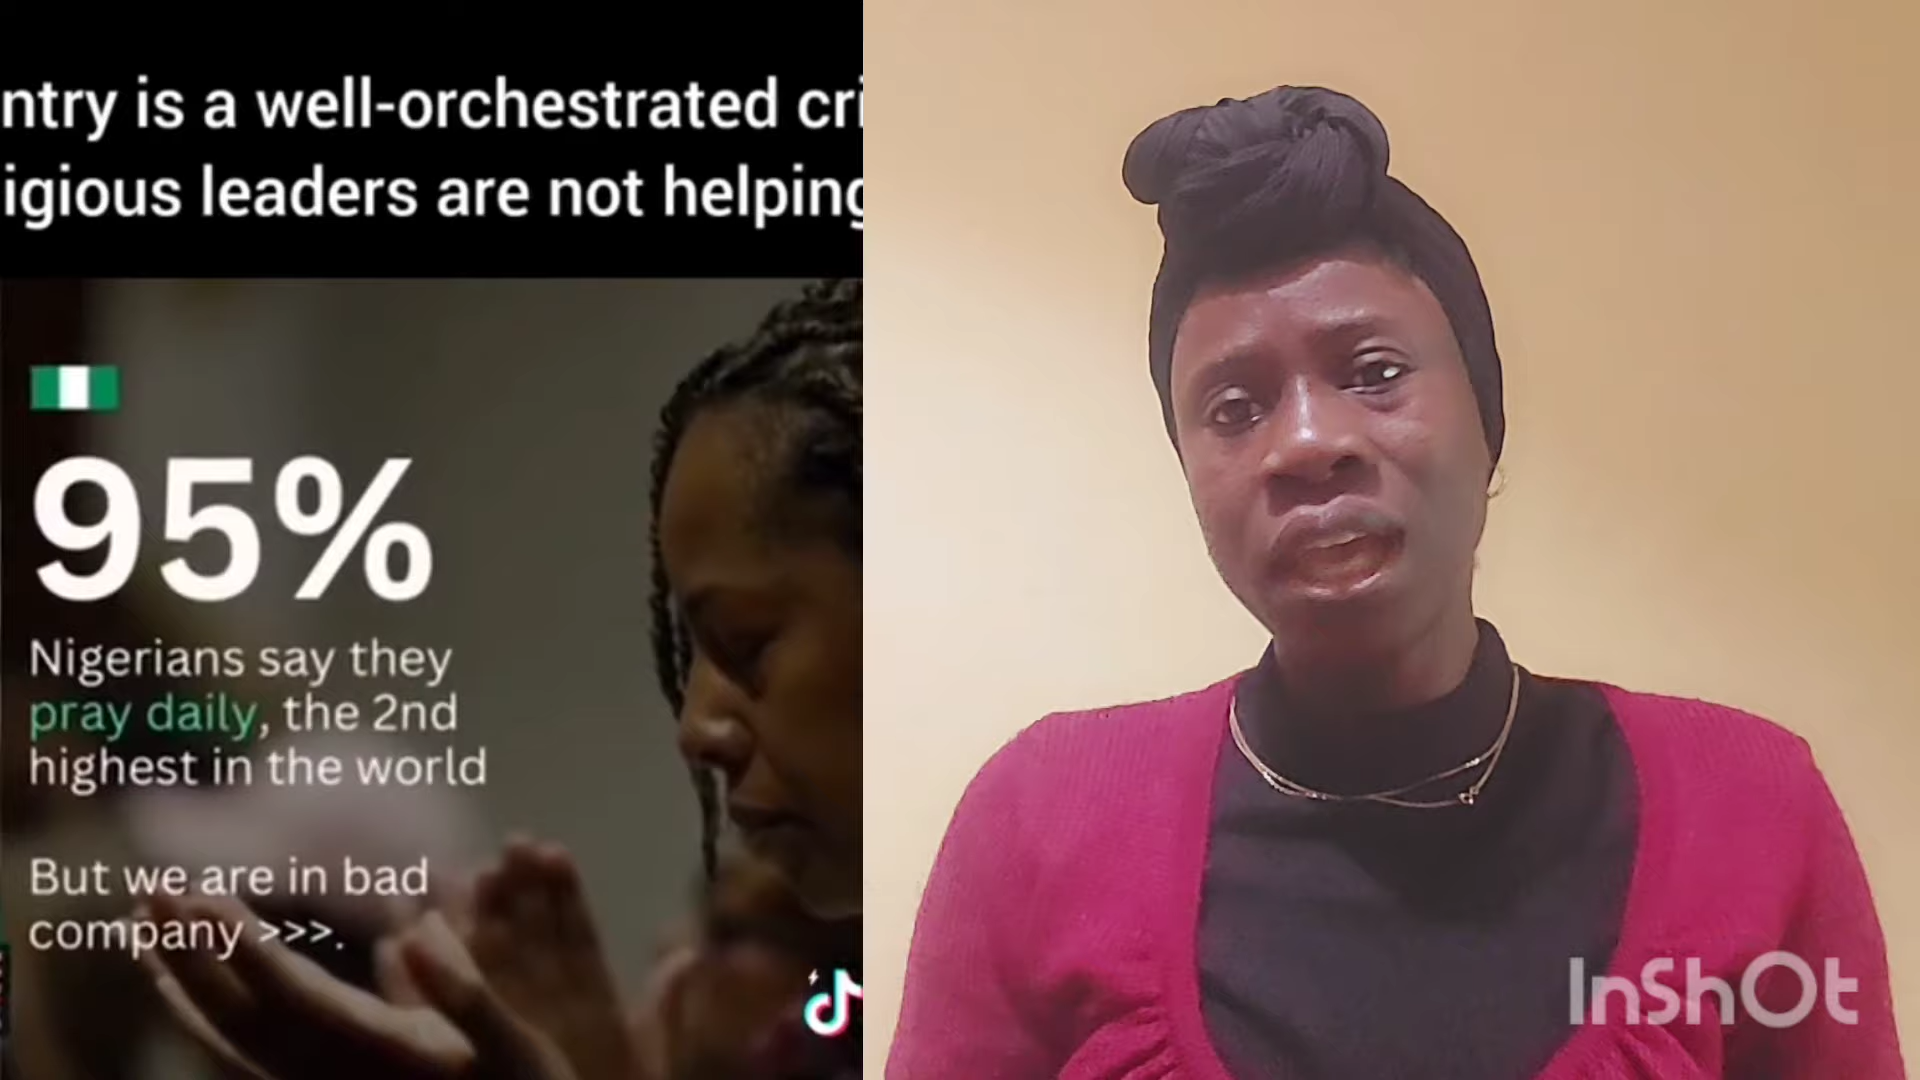 ntry is a well-orchestrated cri
igious leaders are not helping
95%
Nigerians say they
pray daily, the 2nd
highest in the world
But we are in bad
company >>>.
InShOt